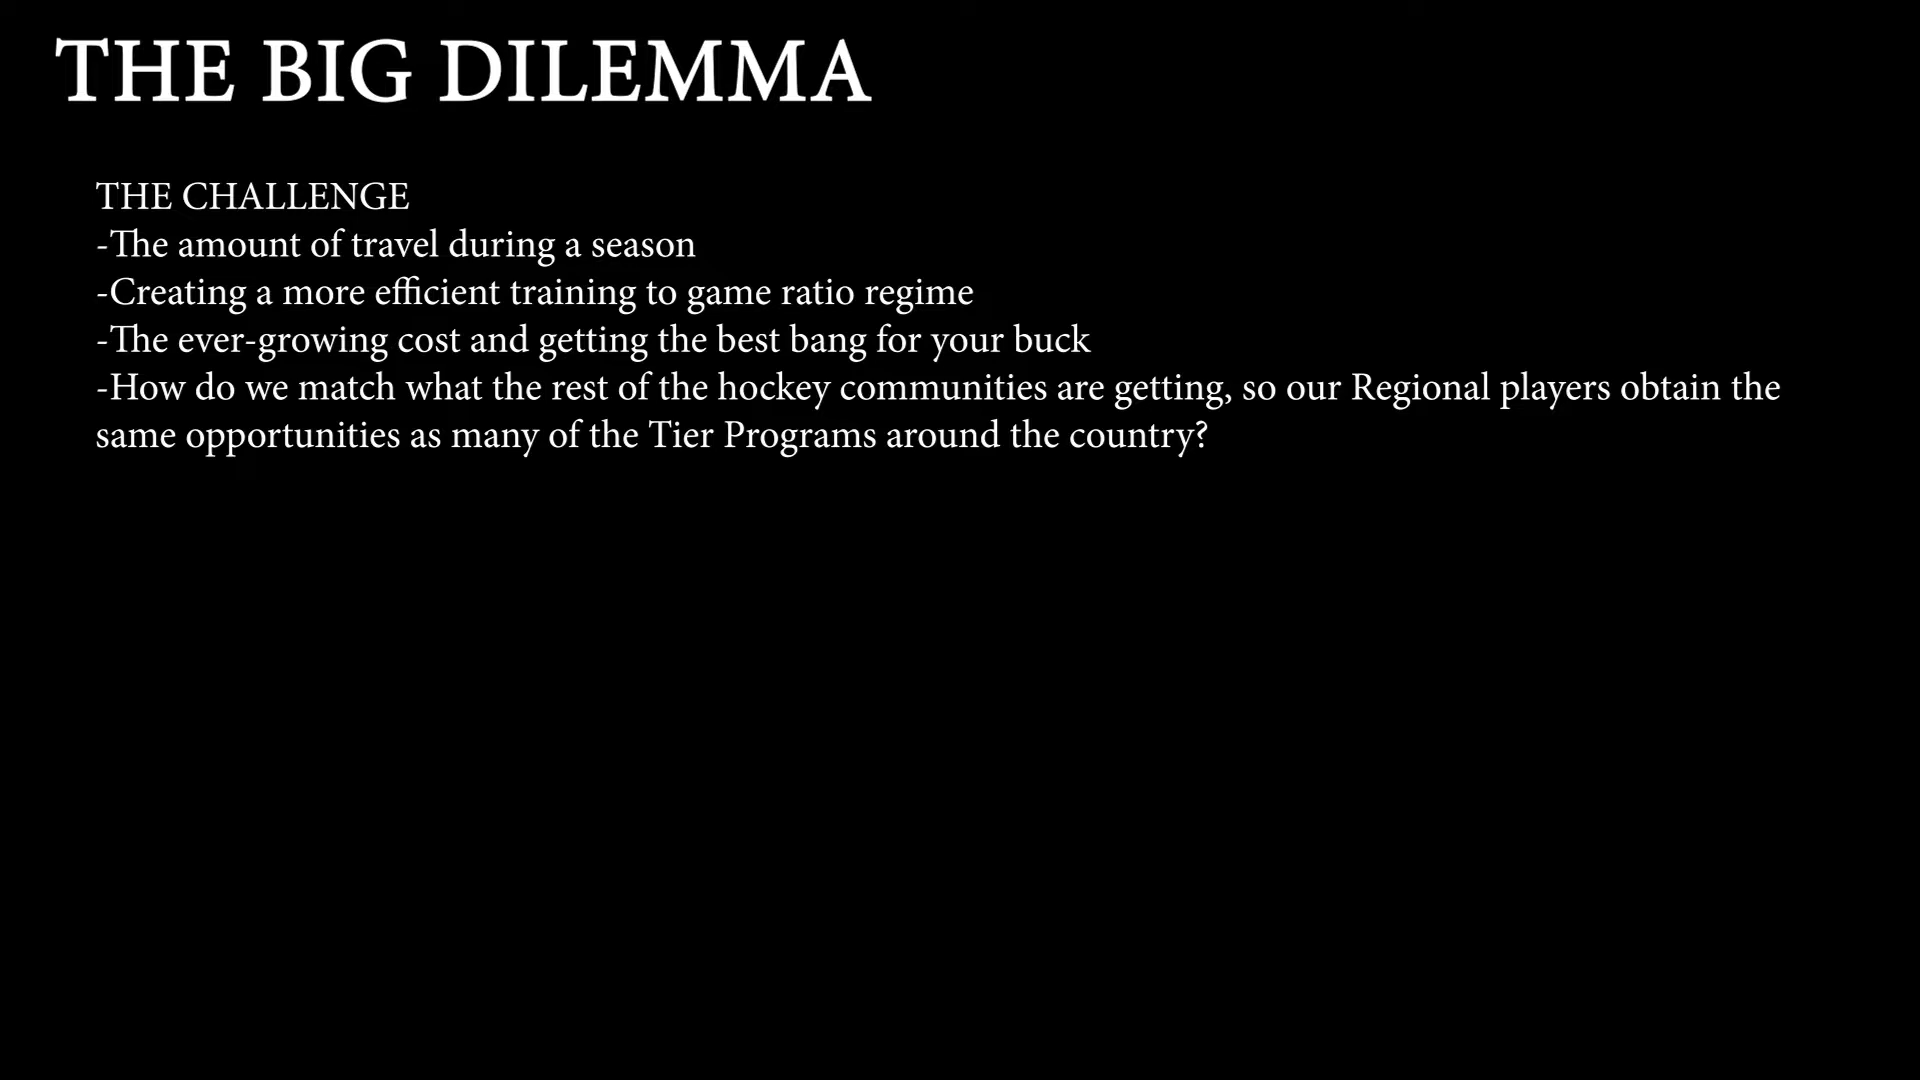 THE BIG DILEMMA
THE CHALLENGE
-The amount of travel during a season
-Creating a more efficient training to game ratio regime
-The ever-growing cost and getting the best bang for your buck
-How do we match what the rest of the hockey communities are getting, so our Regional players obtain the
same opportunities as many of the Tier Programs around the country?